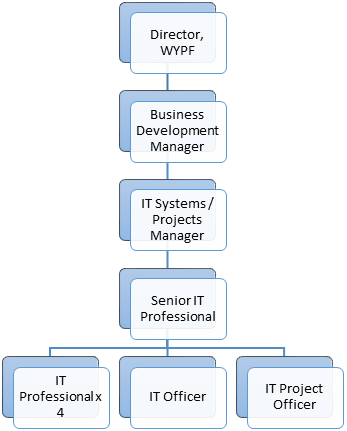 Director,
WYPF
Business
Development
Manager
IT Systems /
Projects
Manager
Senior IT
Professional
IT
Professional x
4
IT Officer
IT Project
Officer